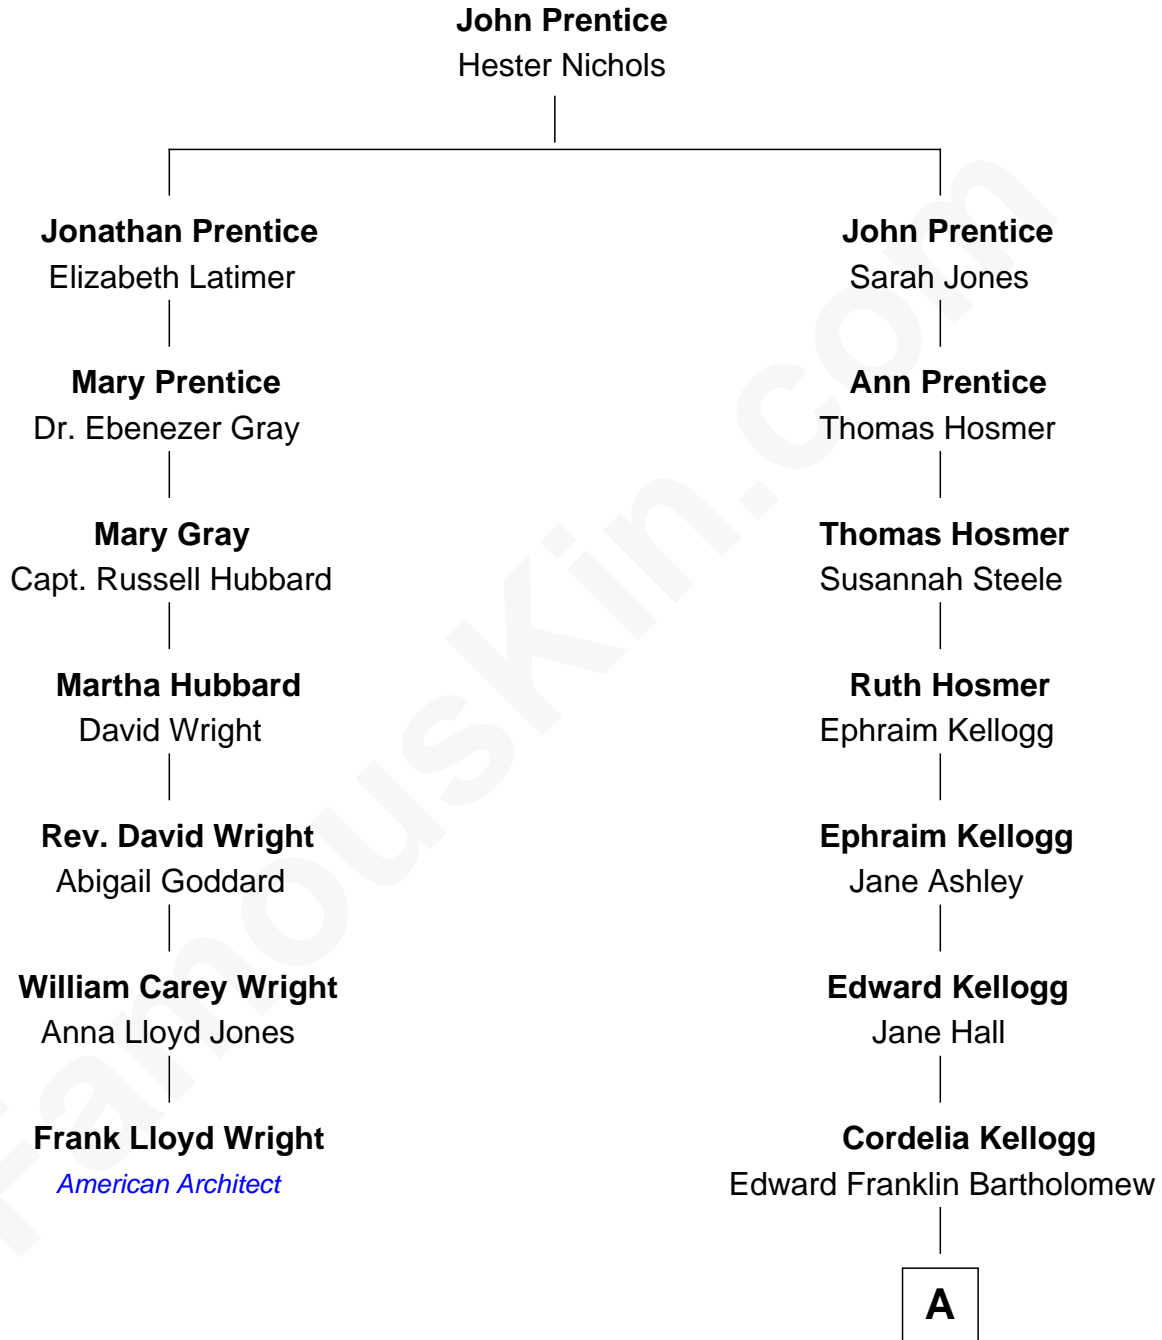 John Prentice
Hester Nichols
Jonathan Prentice
Elizabeth Latimer
Mary Prentice
Dr. Ebenezer Gray
Mary Gray
Capt. Russell Hubbard
Martha Hubbard
David Wright
Rev. David Wright
Abigail Goddard
William Carey Wright
Anna Lloyd Jones
Frank Lloyd Wright
American Architect
John Prentice
Sarah Jones
Ann Prentice
Thomas Hosmer
Thomas Hosmer
Susannah Steele
Ruth Hosmer
Ephraim Kellogg
Ephraim Kellogg
Jane Ashley
Edward Kellogg
Jane Hall
Cordelia Kellogg
Edward Franklin Bartholomew
A
FamousKin.com